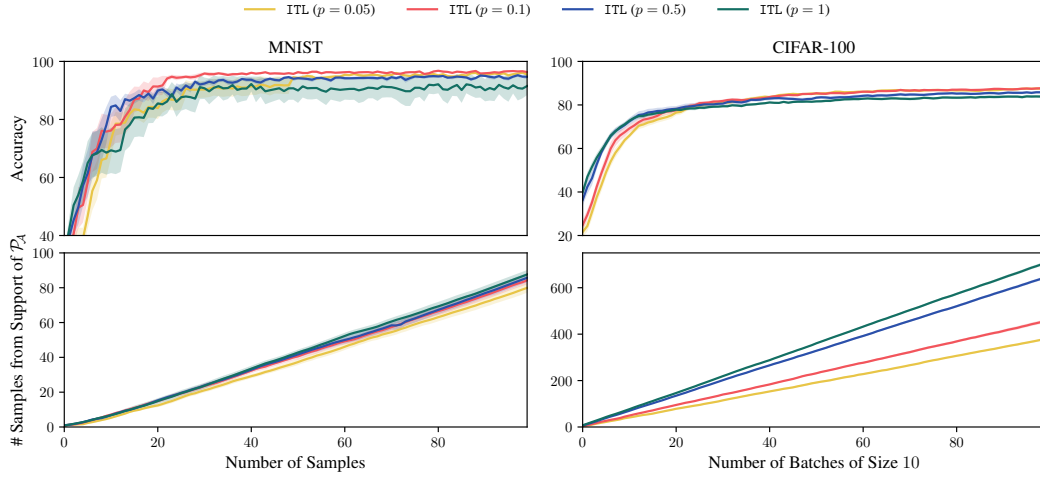 ITL (p = 0.05) ITL (p = 0.1) ITL (p = 0.5) ITL (p = 1)
MNIST
Accuracy
100
80
60
40
CIFAR-100
100
80
60
40
20
# Samples from Support of 𝒫_𝒜
100
80
60
40
20
0
0 20 40 60 80
Number of Samples
600
400
200
0
0 20 40 60 80
Number of Batches of Size 10